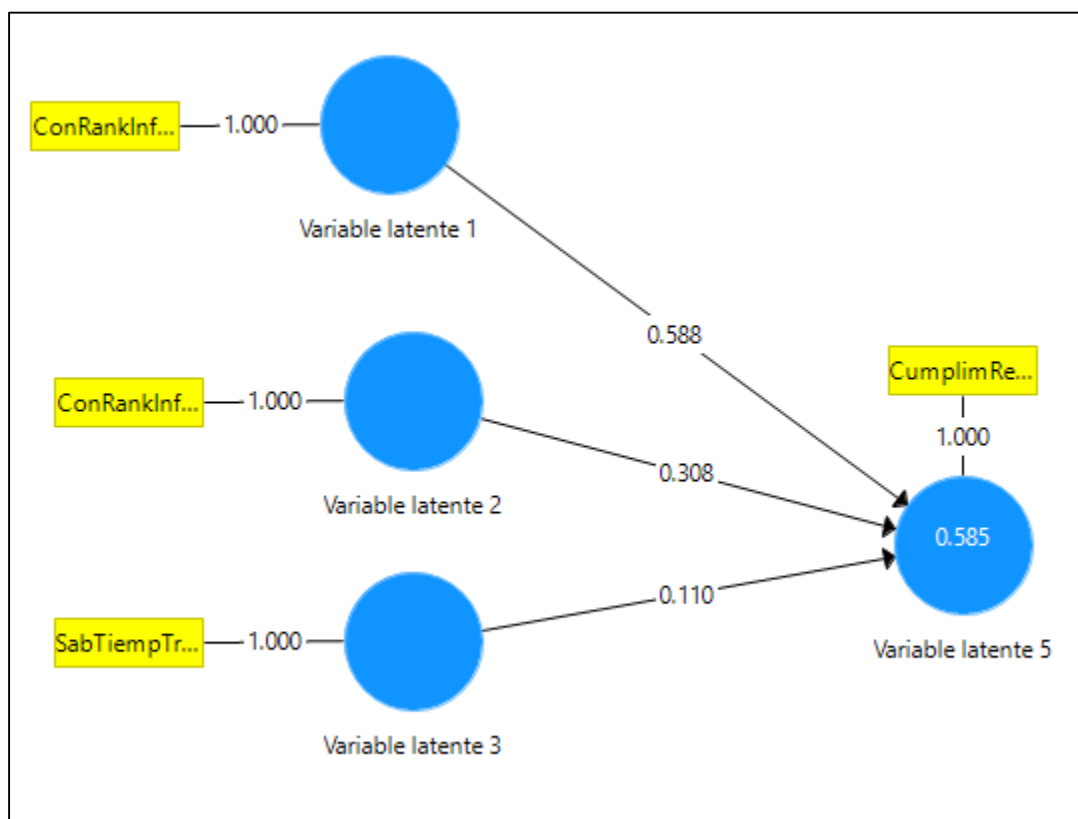 ConRankInf...
1.000
Variable latente 1
0.588
ConRankInf...
1.000
Variable latente 2
0.308
CumplimRe...
1.000
0.585
Variable latente 5
SabTiempTr...
1.000
0.110
Variable latente 3